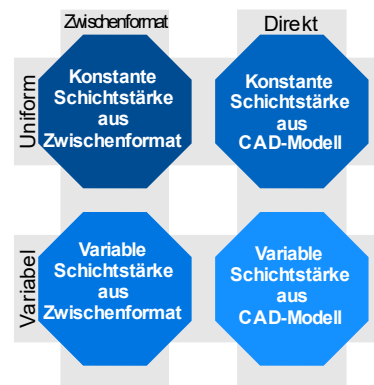 Zwischenformat
Direkt
Uniform
Konstante
Schichtstärke
aus
Zwischenformat
Konstante
Schichtstärke
aus
CAD-Modell
Variabel
Variable
Schichtstärke
aus
Zwischenformat
Variable
Schichtstärke
aus
CAD-Modell